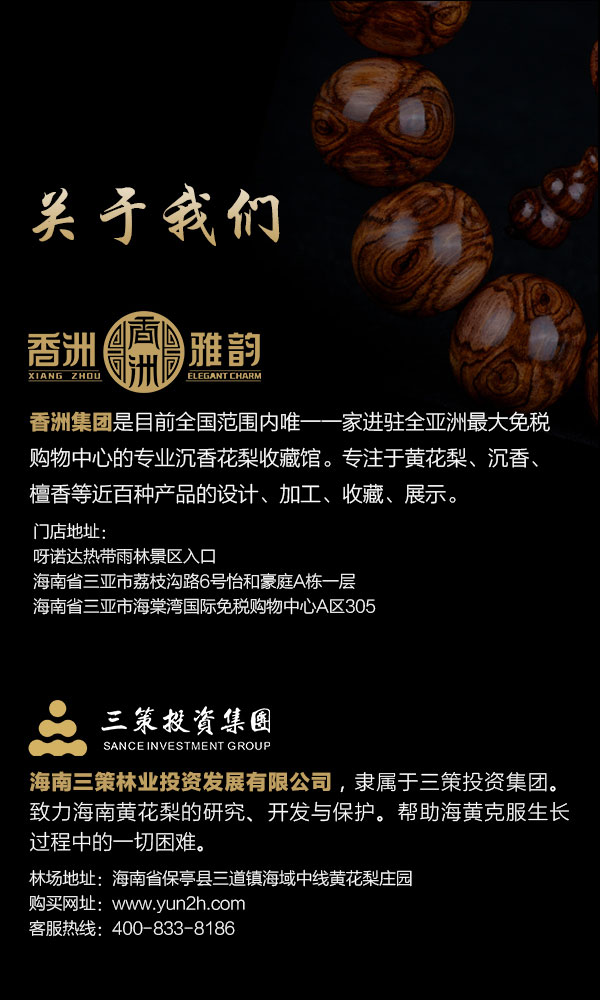 关于我们
香洲 香洲 雅韵
XIANG ZHOU ELEGANT CHARM
香洲集团是目前全国范围内唯一一家进驻全亚洲最大免税
购物中心的专业沉香花梨收藏馆。专注于黄花梨、沉香、
檀香等近百种产品的设计、加工、收藏、展示。
门店地址：
呀诺达热带雨林景区入口
海南省三亚市荔枝沟路6号怡和豪庭A栋一层
海南省三亚市海棠湾国际免税购物中心A区305
三策投資集團
SANCE INVESTMENT GROUP
海南三策林业投资发展有限公司，隶属于三策投资集团。
致力海南黄花梨的研究、开发与保护。帮助海黄克服生长
过程中的一切困难。
林场地址：海南省保亭县三道镇海域中线黄花梨庄园
购买网址：www.yun2h.com
客服热线：400-833-8186